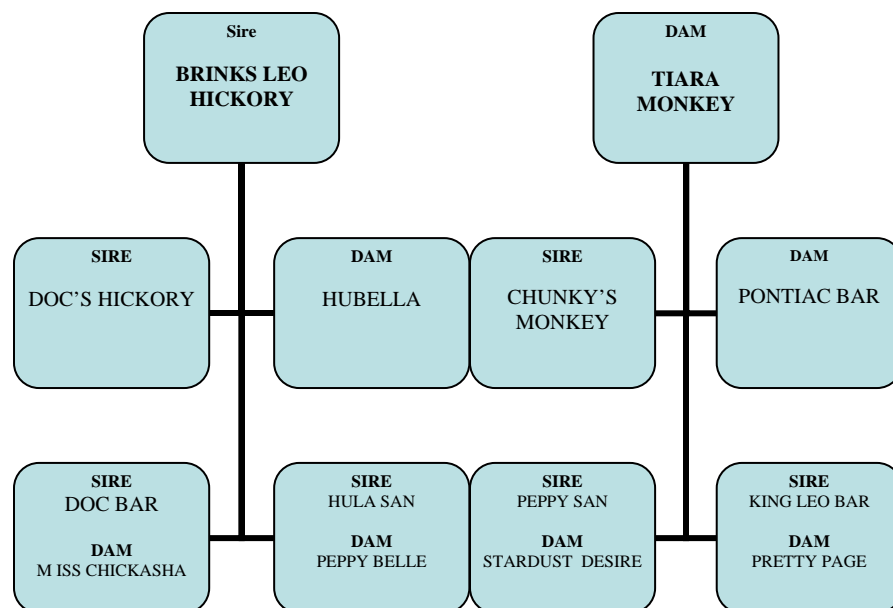 Sire
BRINKS LEO
HICKORY
DAM
TIARA
MONKEY
SIRE
DOC’S HICKORY
DAM
HUBELLA
SIRE
CHUNKY’S
MONKEY
DAM
PONTIAC BAR
SIRE
DOC BAR
DAM
M ISS CHICKASHA
SIRE
HULA SAN
DAM
PEPPY BELLE
SIRE
PEPPY SAN
DAM
STARDUST DESIRE
SIRE
KING LEO BAR
DAM
PRETTY PAGE